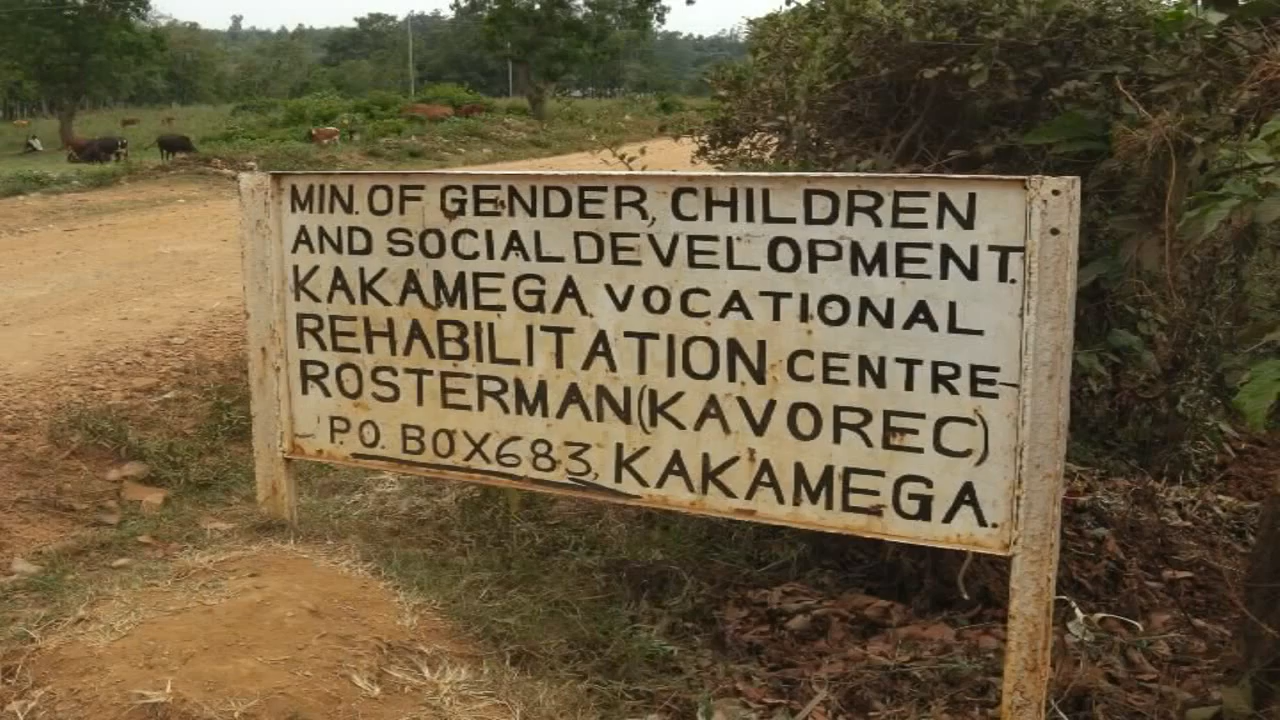 MIN. OF GENDER, CHILDREN
AND SOCIAL DEVELOPMENT.
KAKAMEGA VOCATIONAL
REHABILITATION CENTRE-
ROSTERMAN (KAVOREC)
P.O. BOX 683, KAKAMEGA.